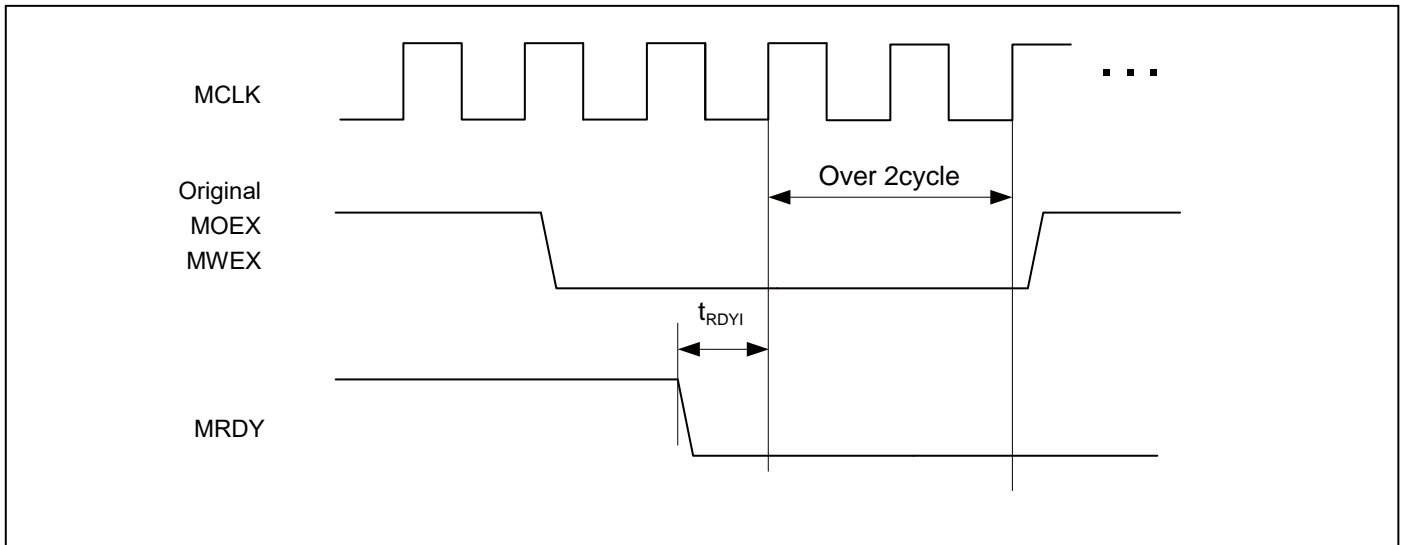 MCLK
Original
MOEX
MWEX
Over 2cycle
tRDYI
MRDY